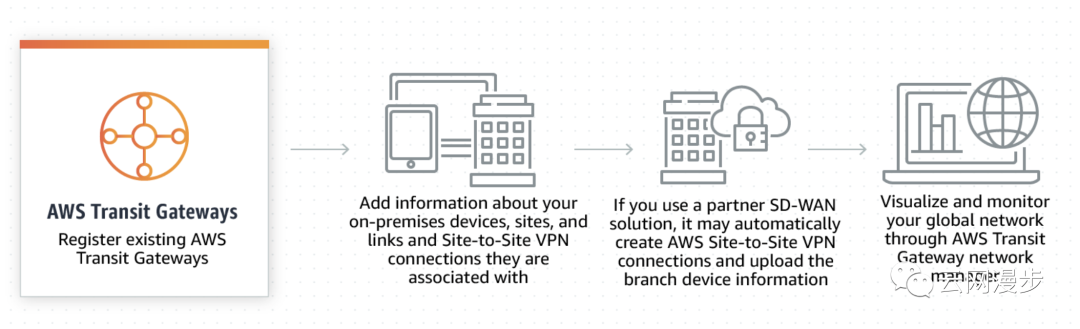 AWS Transit Gateways
Register existing AWS
Transit Gateways
Add information about your
on-premises devices, sites, and
links and Site-to-Site VPN
connections they are
associated with
If you use a partner SD-WAN
solution, it may automatically
create AWS Site-to-Site VPN
connections and upload the
branch device information
Visualize and monitor
your global network
through AWS Transit
Gateway network
manager
云网漫步